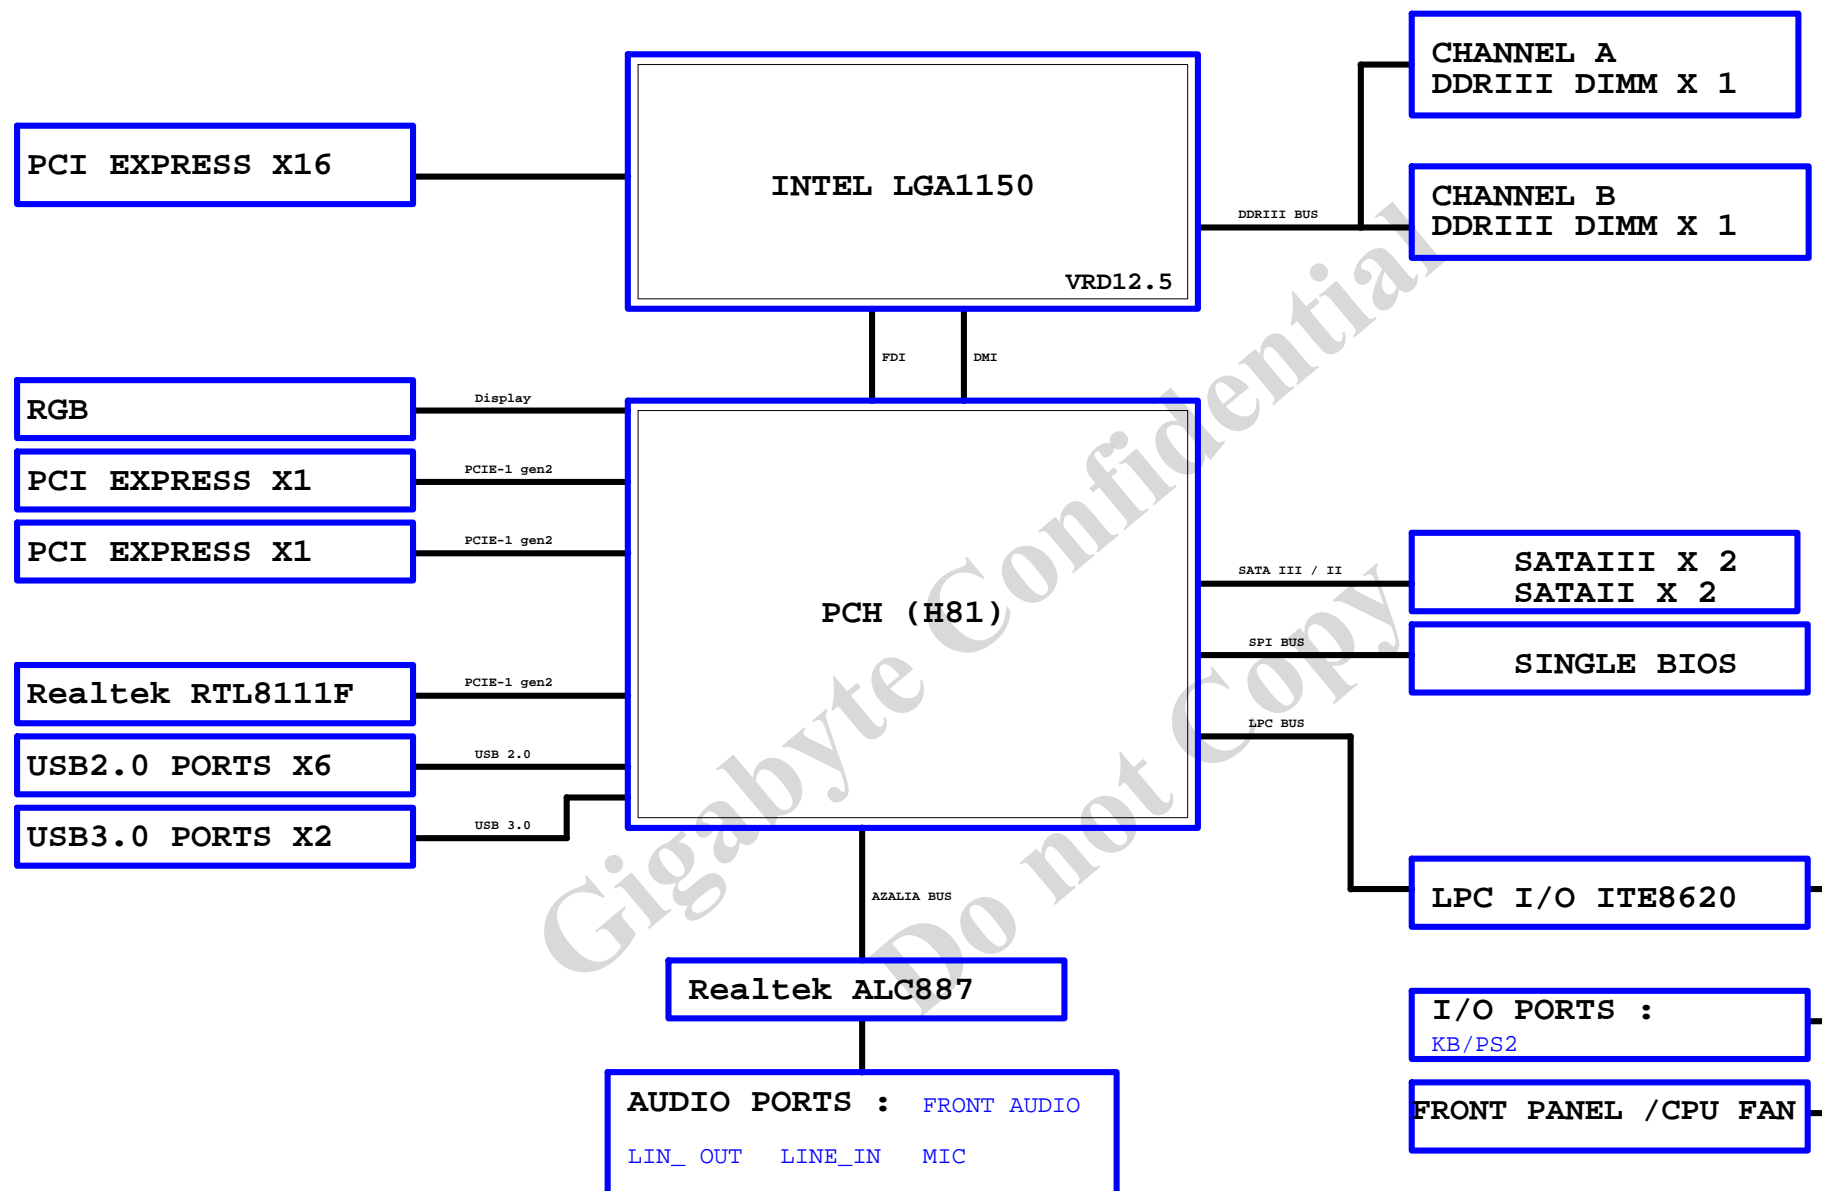 CHANNEL A
DDRIII DIMM X 1
PCI EXPRESS X16
INTEL LGA1150
CHANNEL B
DDRIII DIMM X 1
DDRIII BUS
VRD12.5
FDI
DMI
RGB
Display
PCI EXPRESS X1
PCIE-1 gen2
PCI EXPRESS X1
PCIE-1 gen2
PCH (H81)
SATA III / II
SATAIII X 2
SATAII X 2
SPI BUS
SINGLE BIOS
Realtek RTL8111F
PCIE-1 gen2
LPC BUS
USB2.0 PORTS X6
USB 2.0
USB3.0 PORTS X2
USB 3.0
AZALIA BUS
LPC I/O ITE8620
Realtek ALC887
I/O PORTS :
KB/PS2
AUDIO PORTS : FRONT AUDIO
LIN_ OUT LINE_IN MIC
FRONT PANEL /CPU FAN
Gigabyte Confidential
Do not Copy